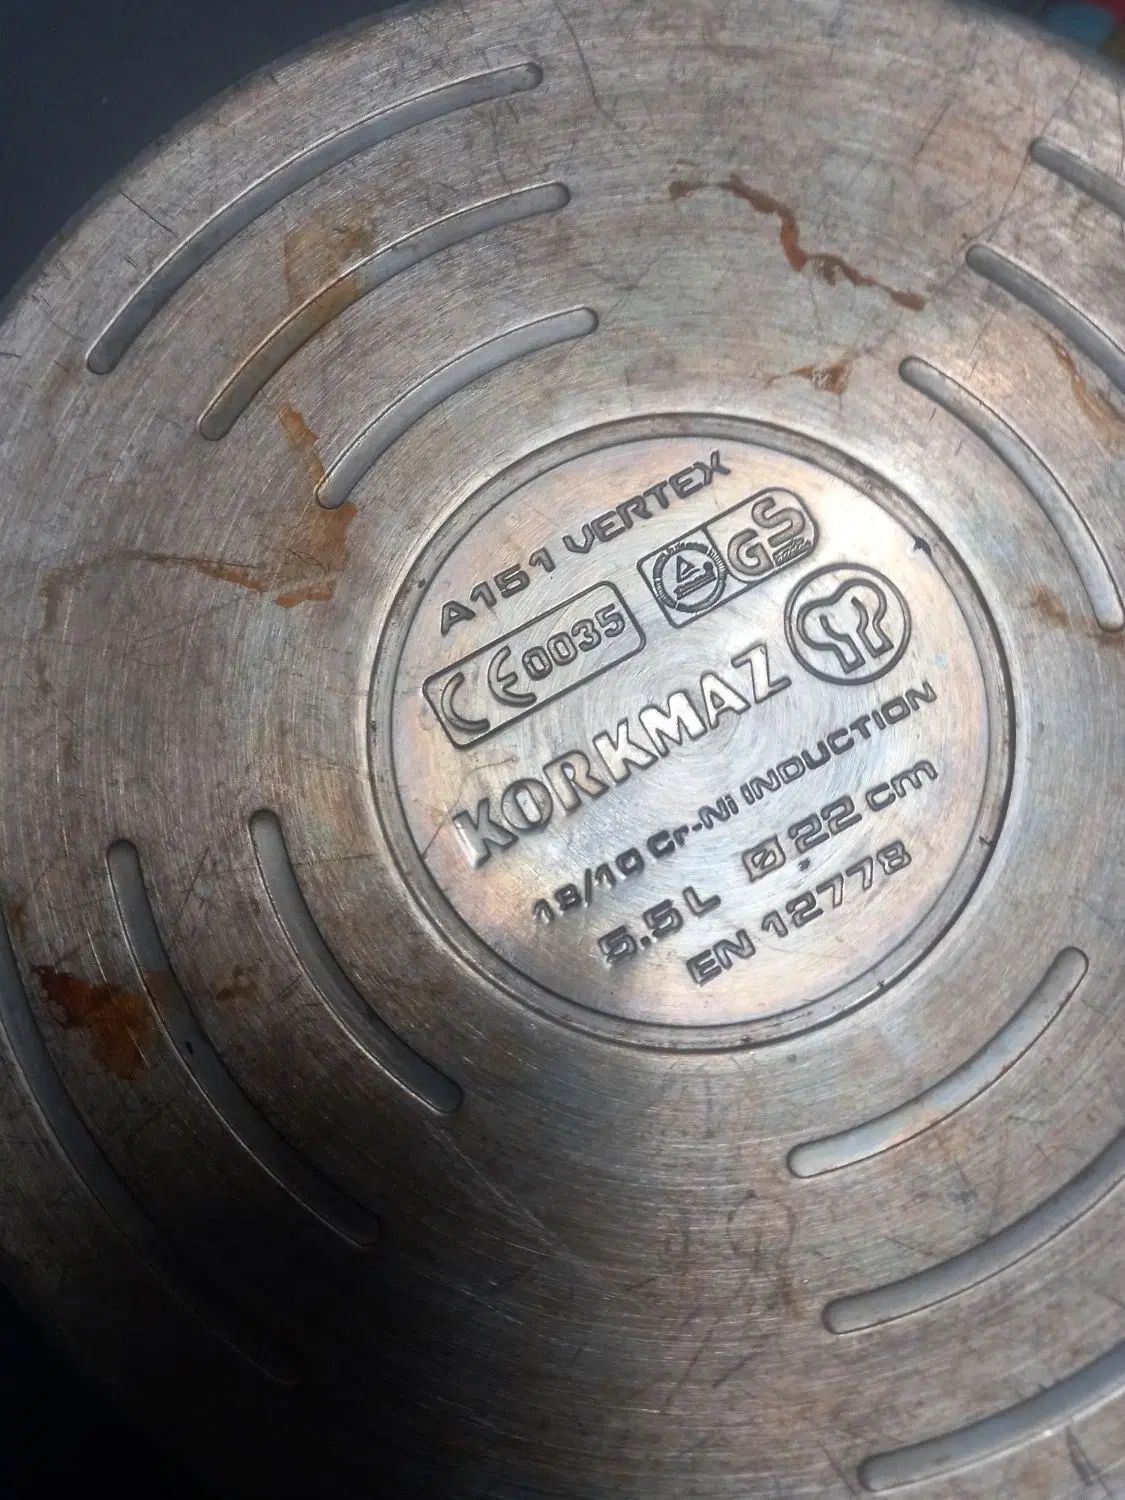 A151 VERTEX
CE 0035 GS
KORKMAZ
18/10 Cr-Ni INDUCTION
5.5 L Ø 22 cm
EN 12778